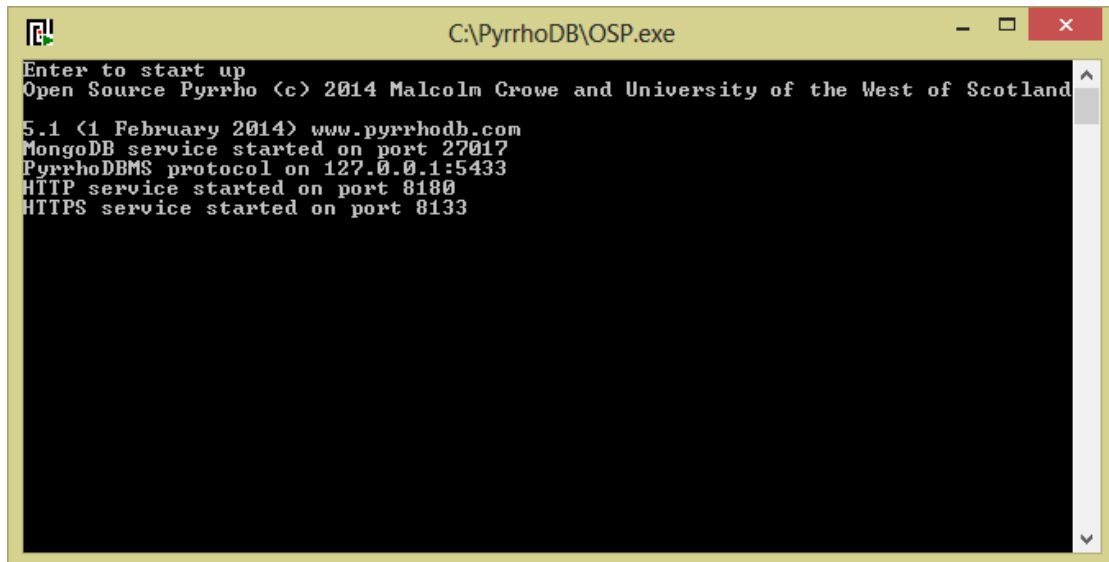 C:\PyrrhoDB\OSP.exe
Enter to start up
Open Source Pyrrho (c) 2014 Malcolm Crowe and University of the West of Scotland
5.1 (1 February 2014) www.pyrrhodb.com
MongoDB service started on port 27017
PyrrhoDBMS protocol on 127.0.0.1:5433
HTTP service started on port 8180
HTTPS service started on port 8133